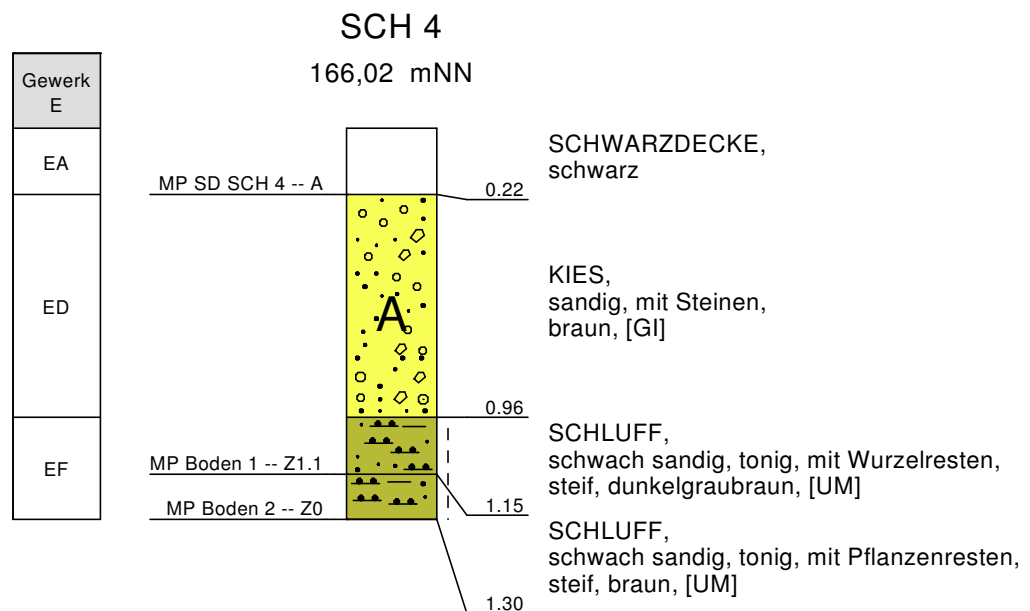 SCH 4
166,02 mNN
Gewerk
E
EA
SCHWARZDECKE,
schwarz
MP SD SCH 4 -- A
0.22
ED
A
KIES,
sandig, mit Steinen,
braun, [GI]
0.96
EF
SCHLUFF,
schwach sandig, tonig, mit Wurzelresten,
steif, dunkelgraubraun, [UM]
MP Boden 1 -- Z1.1
1.15
MP Boden 2 -- Z0
SCHLUFF,
schwach sandig, tonig, mit Pflanzenresten,
steif, braun, [UM]
1.30